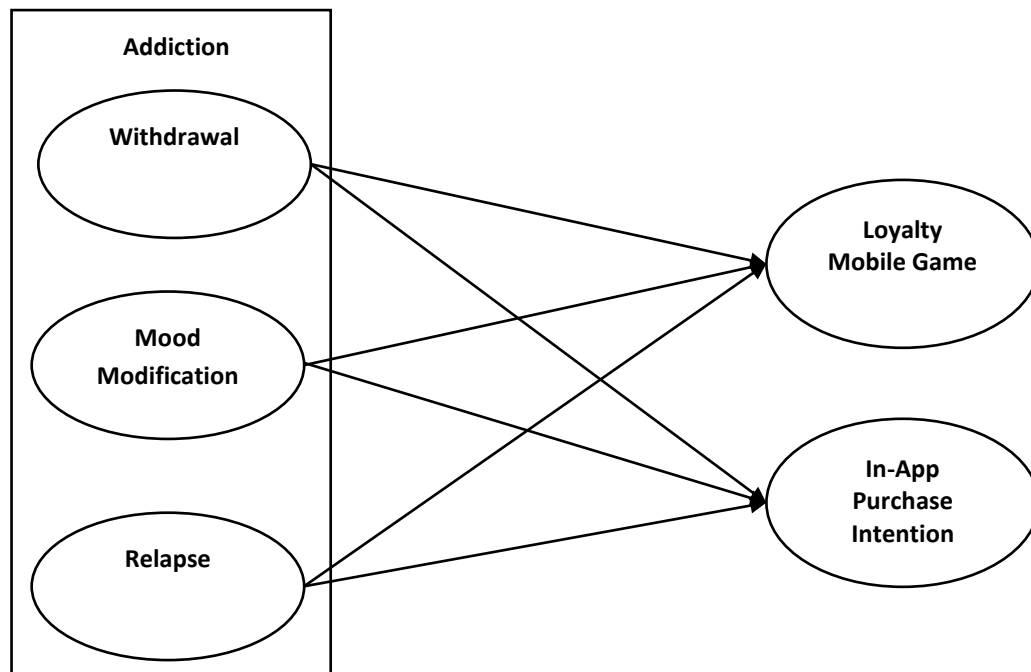 Addiction
Withdrawal
Mood
Modification
Relapse
Loyalty
Mobile Game
In-App
Purchase
Intention